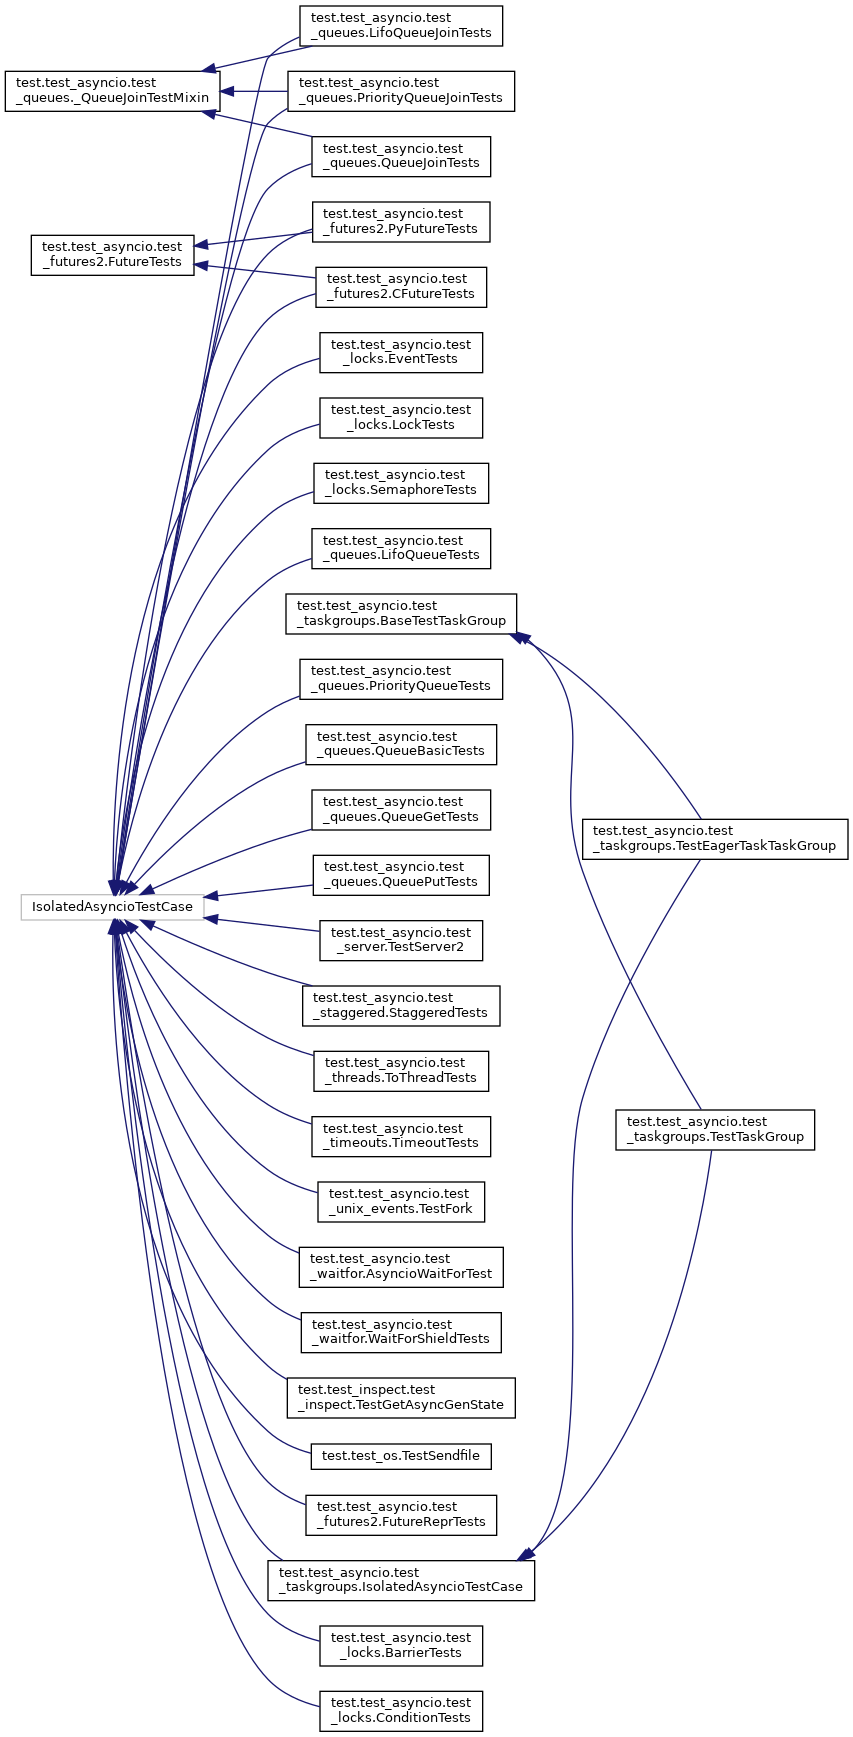 test.test_asyncio.test
_queues.LifoQueueJoinTests
test.test_asyncio.test
_queues._QueueJoinTestMixin
test.test_asyncio.test
_queues.PriorityQueueJoinTests
test.test_asyncio.test
_queues.QueueJoinTests
test.test_asyncio.test
_futures2.PyFutureTests
test.test_asyncio.test
_futures2.FutureTests
test.test_asyncio.test
_futures2.CFutureTests
test.test_asyncio.test
_locks.EventTests
test.test_asyncio.test
_locks.LockTests
test.test_asyncio.test
_locks.SemaphoreTests
test.test_asyncio.test
_queues.LifoQueueTests
test.test_asyncio.test
_taskgroups.BaseTestTaskGroup
test.test_asyncio.test
_queues.PriorityQueueTests
test.test_asyncio.test
_queues.QueueBasicTests
test.test_asyncio.test
_queues.QueueGetTests
test.test_asyncio.test
_taskgroups.TestEagerTaskTaskGroup
test.test_asyncio.test
_queues.QueuePutTests
IsolatedAsyncioTestCase
test.test_asyncio.test
_server.TestServer2
test.test_asyncio.test
_staggered.StaggeredTests
test.test_asyncio.test
_threads.ToThreadTests
test.test_asyncio.test
_timeouts.TimeoutTests
test.test_asyncio.test
_taskgroups.TestTaskGroup
test.test_asyncio.test
_unix_events.TestFork
test.test_asyncio.test
_waitfor.AsyncioWaitForTest
test.test_asyncio.test
_waitfor.WaitForShieldTests
test.test_inspect.test
_inspect.TestGetAsyncGenState
test.test_os.TestSendfile
test.test_asyncio.test
_futures2.FutureReprTests
test.test_asyncio.test
_taskgroups.IsolatedAsyncioTestCase
test.test_asyncio.test
_locks.BarrierTests
test.test_asyncio.test
_locks.ConditionTests